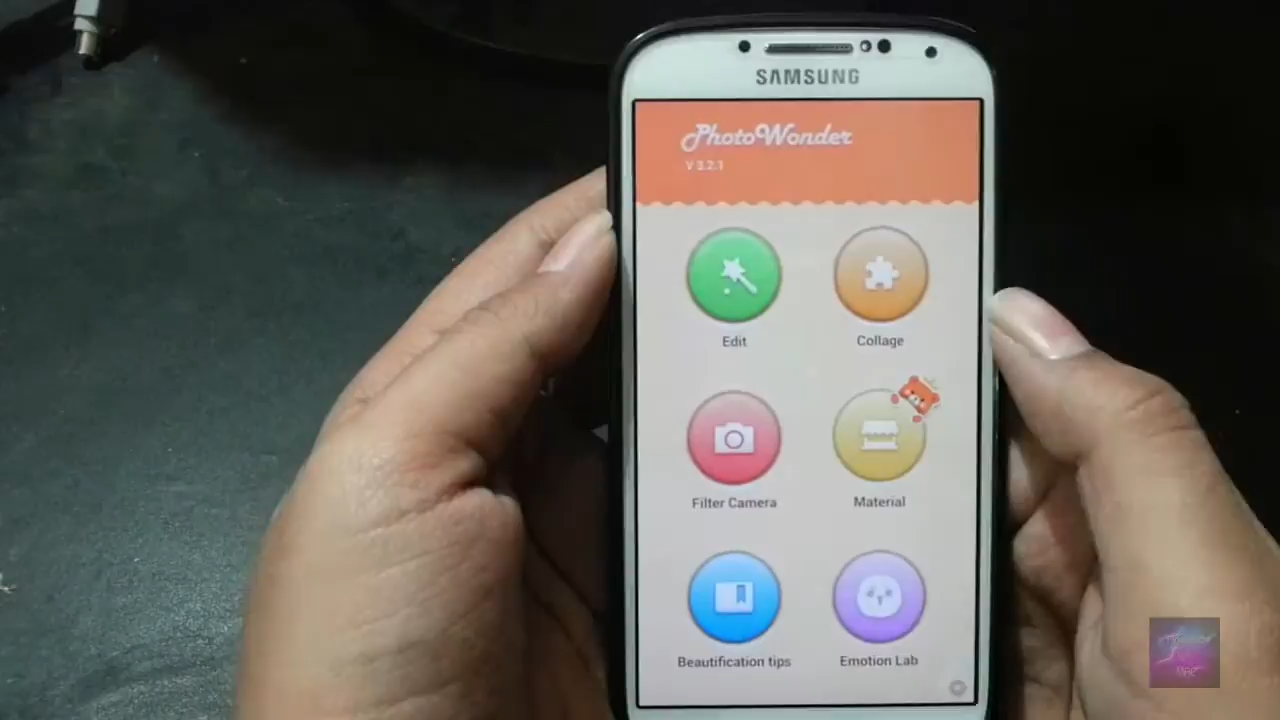 SAMSUNG
PhotoWonder
V 3.2.1
Edit
Collage
Filter Camera
Material
Beautification tips
Emotion Lab